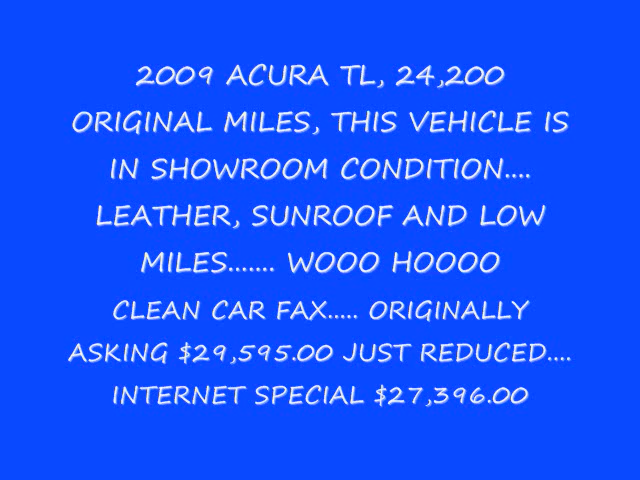 2009 ACURA TL, 24,200
ORIGINAL MILES, THIS VEHICLE IS
IN SHOWROOM CONDITION....
LEATHER, SUNROOF AND LOW
MILES....... WOOO HOOOO
CLEAN CAR FAX..... ORIGINALLY
ASKING $29,595.00 JUST REDUCED....
INTERNET SPECIAL $27,396.00